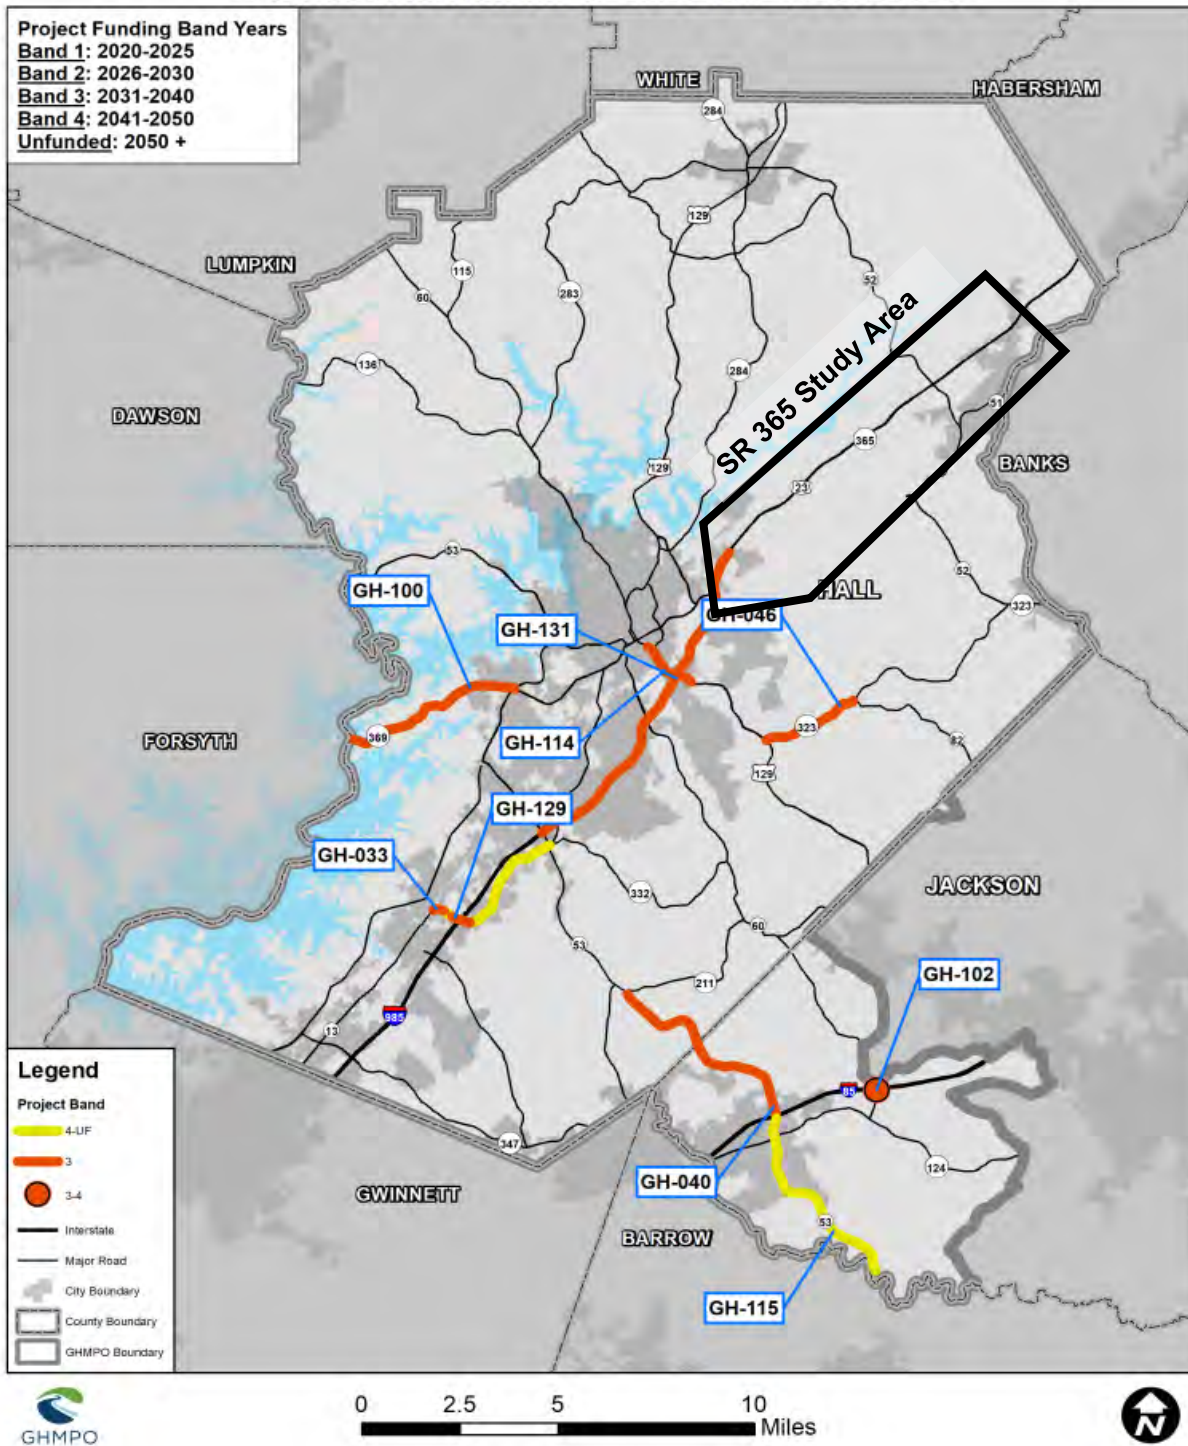 Project Funding Band Years
Band 1: 2020-2025
Band 2: 2026-2030
Band 3: 2031-2040
Band 4: 2041-2050
Unfunded: 2050 +
WHITE
HABERSHAM
284
129
LUMPKIN
115
60
283
52
136
284
SR 365 Study Area
DAWSON
51
365
129
BANKS
23
53
52
GH-100
HALL
323
GH-131
GH-046
369
FORSYTH
323
GH-114
82
129
GH-129
GH-033
332
JACKSON
60
53
GH-102
211
985
13
85
347
124
GH-040
GWINNETT
53
BARROW
GH-115
Legend
Project Band
4-UF
3
3-4
Interstate
Major Road
City Boundary
County Boundary
GHMPO Boundary
GHMPO
0 2.5 5 10
Miles
N